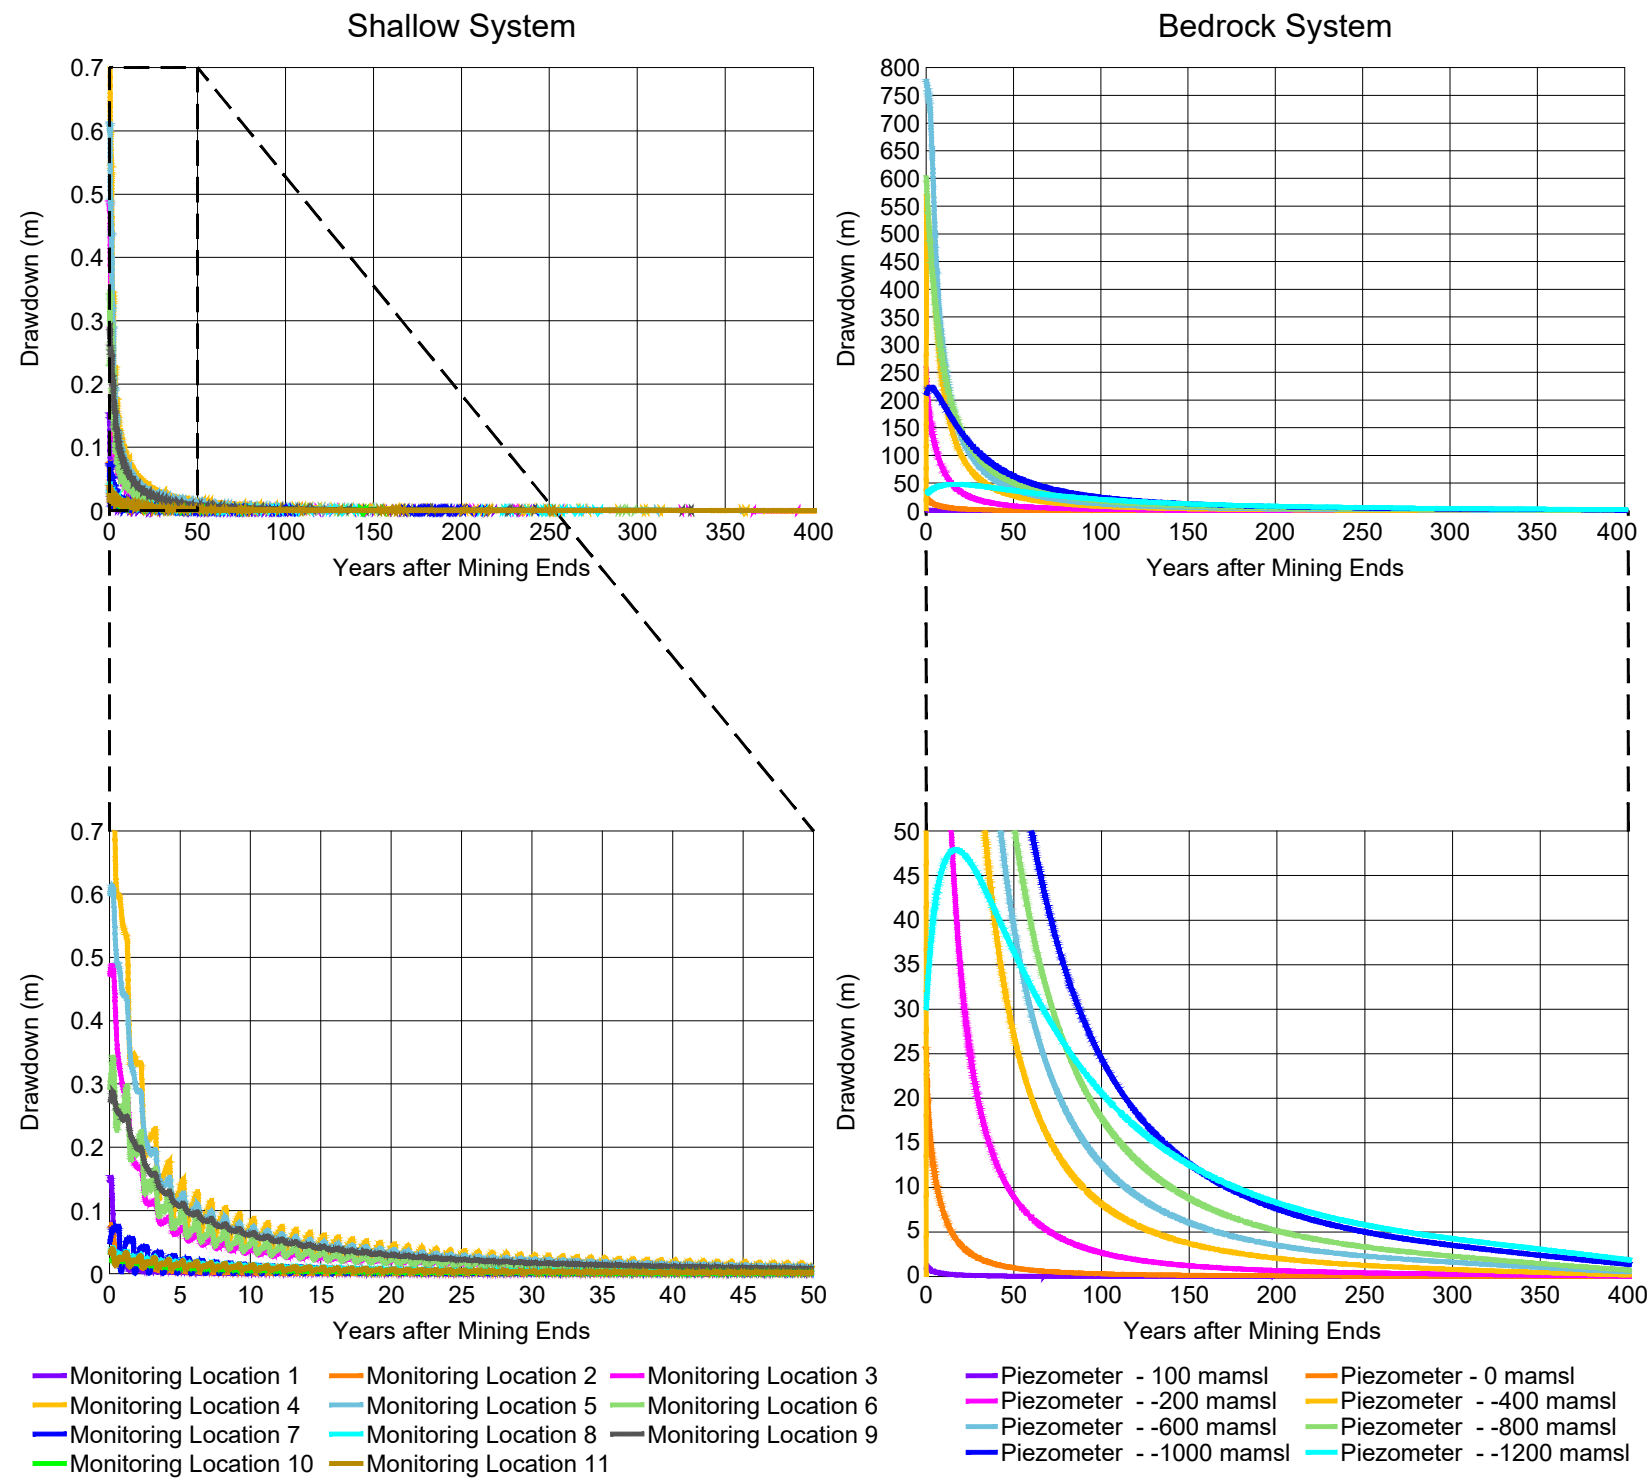 Shallow System
Bedrock System
Drawdown (m)
0.7
0.6
0.5
0.4
0.3
0.2
0.1
0
0 50 100 150 200 250 300 350 400
Years after Mining Ends
Drawdown (m)
800
750
700
650
600
550
500
450
400
350
300
250
200
150
100
50
0
0 50 100 150 200 250 300 350 400
Years after Mining Ends
Drawdown (m)
0.7
0.6
0.5
0.4
0.3
0.2
0.1
0
0 5 10 15 20 25 30 35 40 45 50
Years after Mining Ends
Drawdown (m)
50
45
40
35
30
25
20
15
10
5
0
0 50 100 150 200 250 300 350 400
Years after Mining Ends
Monitoring Location 1 Monitoring Location 2 Monitoring Location 3
Monitoring Location 4 Monitoring Location 5 Monitoring Location 6
Monitoring Location 7 Monitoring Location 8 Monitoring Location 9
Monitoring Location 10 Monitoring Location 11
Piezometer - 100 mamsl Piezometer - 0 mamsl
Piezometer - -200 mamsl Piezometer - -400 mamsl
Piezometer - -600 mamsl Piezometer - -800 mamsl
Piezometer - -1000 mamsl Piezometer - -1200 mamsl